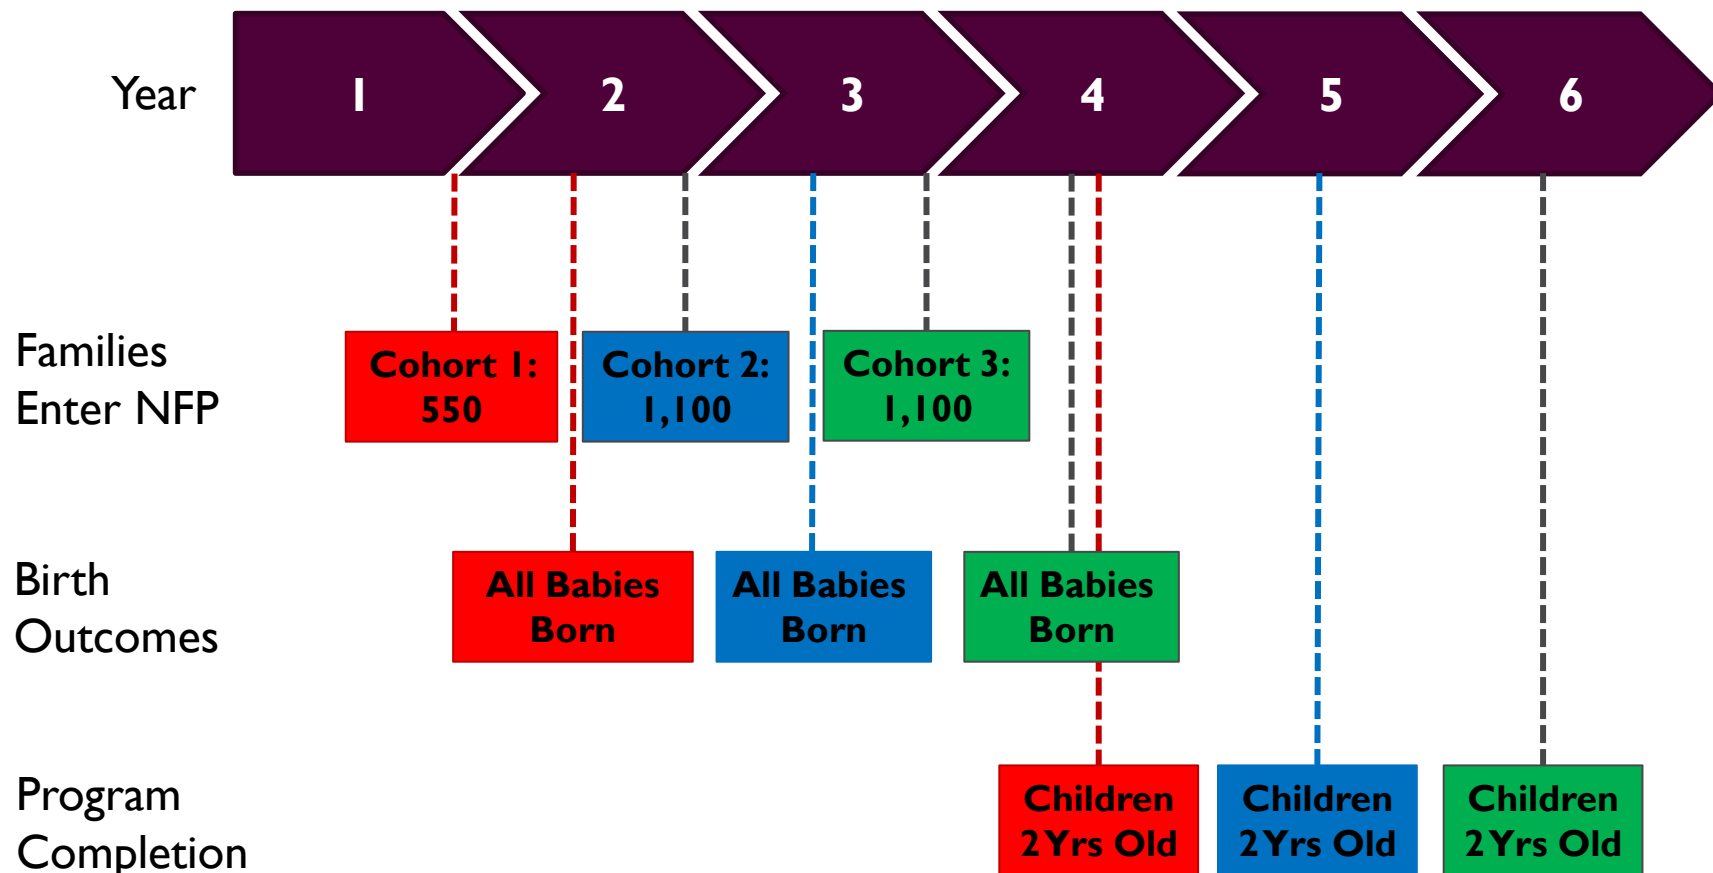 Year 1 2 3 4 5 6
Families
Enter NFP
Cohort 1:
550
Cohort 2:
1,100
Cohort 3:
1,100
Birth
Outcomes
All Babies
Born
All Babies
Born
All Babies
Born
Program
Completion
Children
2 Yrs Old
Children
2 Yrs Old
Children
2 Yrs Old